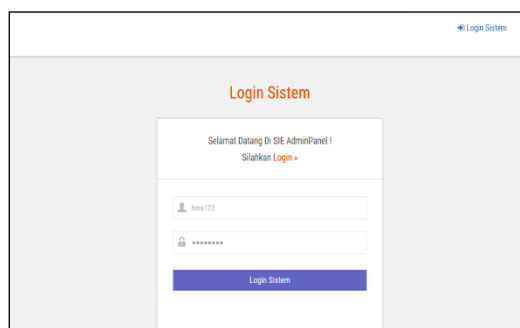 Login Sistem
Login Sistem
Selamat Datang Di SIE AdminPanel !
Silahkan Login »
hera123
••••••••
Login Sistem